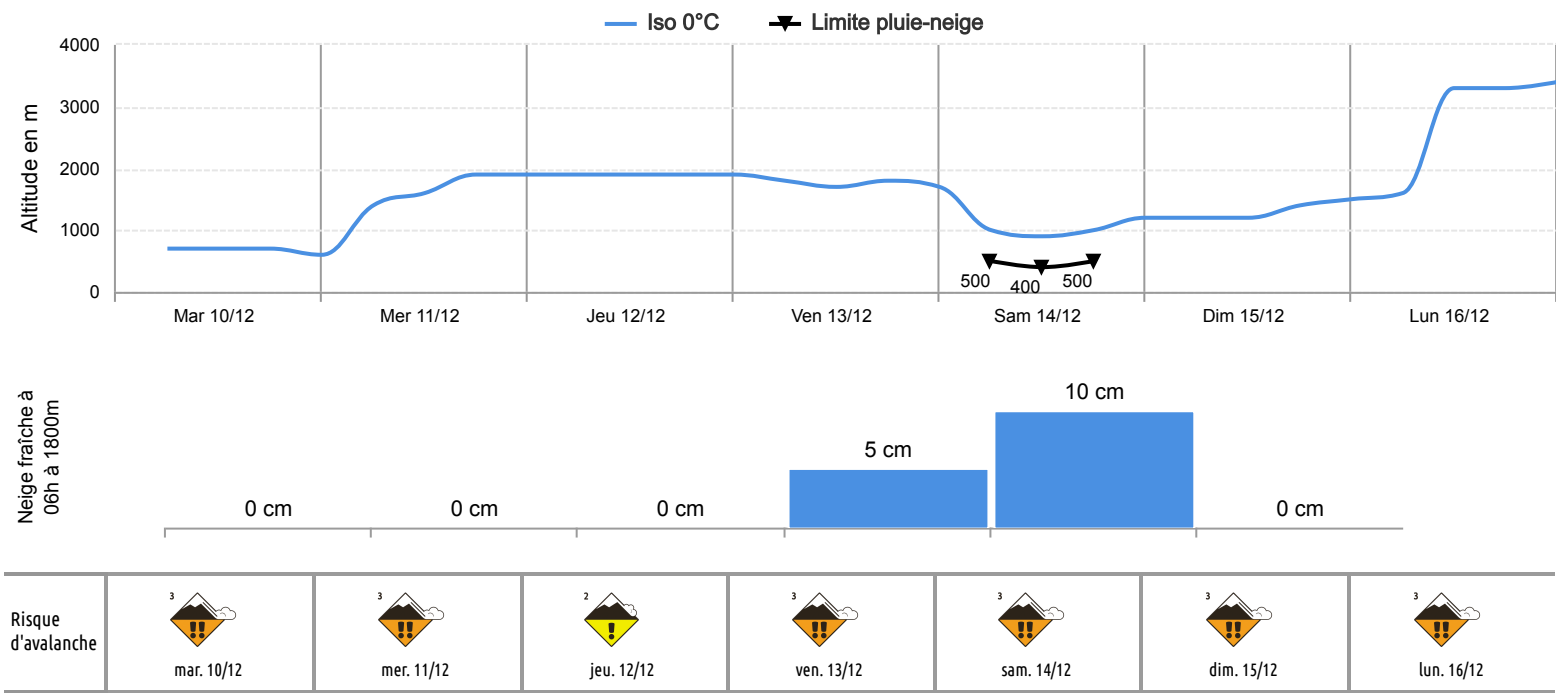 Iso 0°C Limite pluie-neige
Altitude en m
4000
3000
2000
1000
0
500 400 500
Mar 10/12 Mer 11/12 Jeu 12/12 Ven 13/12 Sam 14/12 Dim 15/12 Lun 16/12
Neige fraîche à
06h à 1800m
0 cm 0 cm 0 cm 5 cm 10 cm 0 cm
Risque
d'avalanche
3 3 2 3 3 3 3
!! !! ! !! !! !! !!
mar. 10/12 mer. 11/12 jeu. 12/12 ven. 13/12 sam. 14/12 dim. 15/12 lun. 16/12